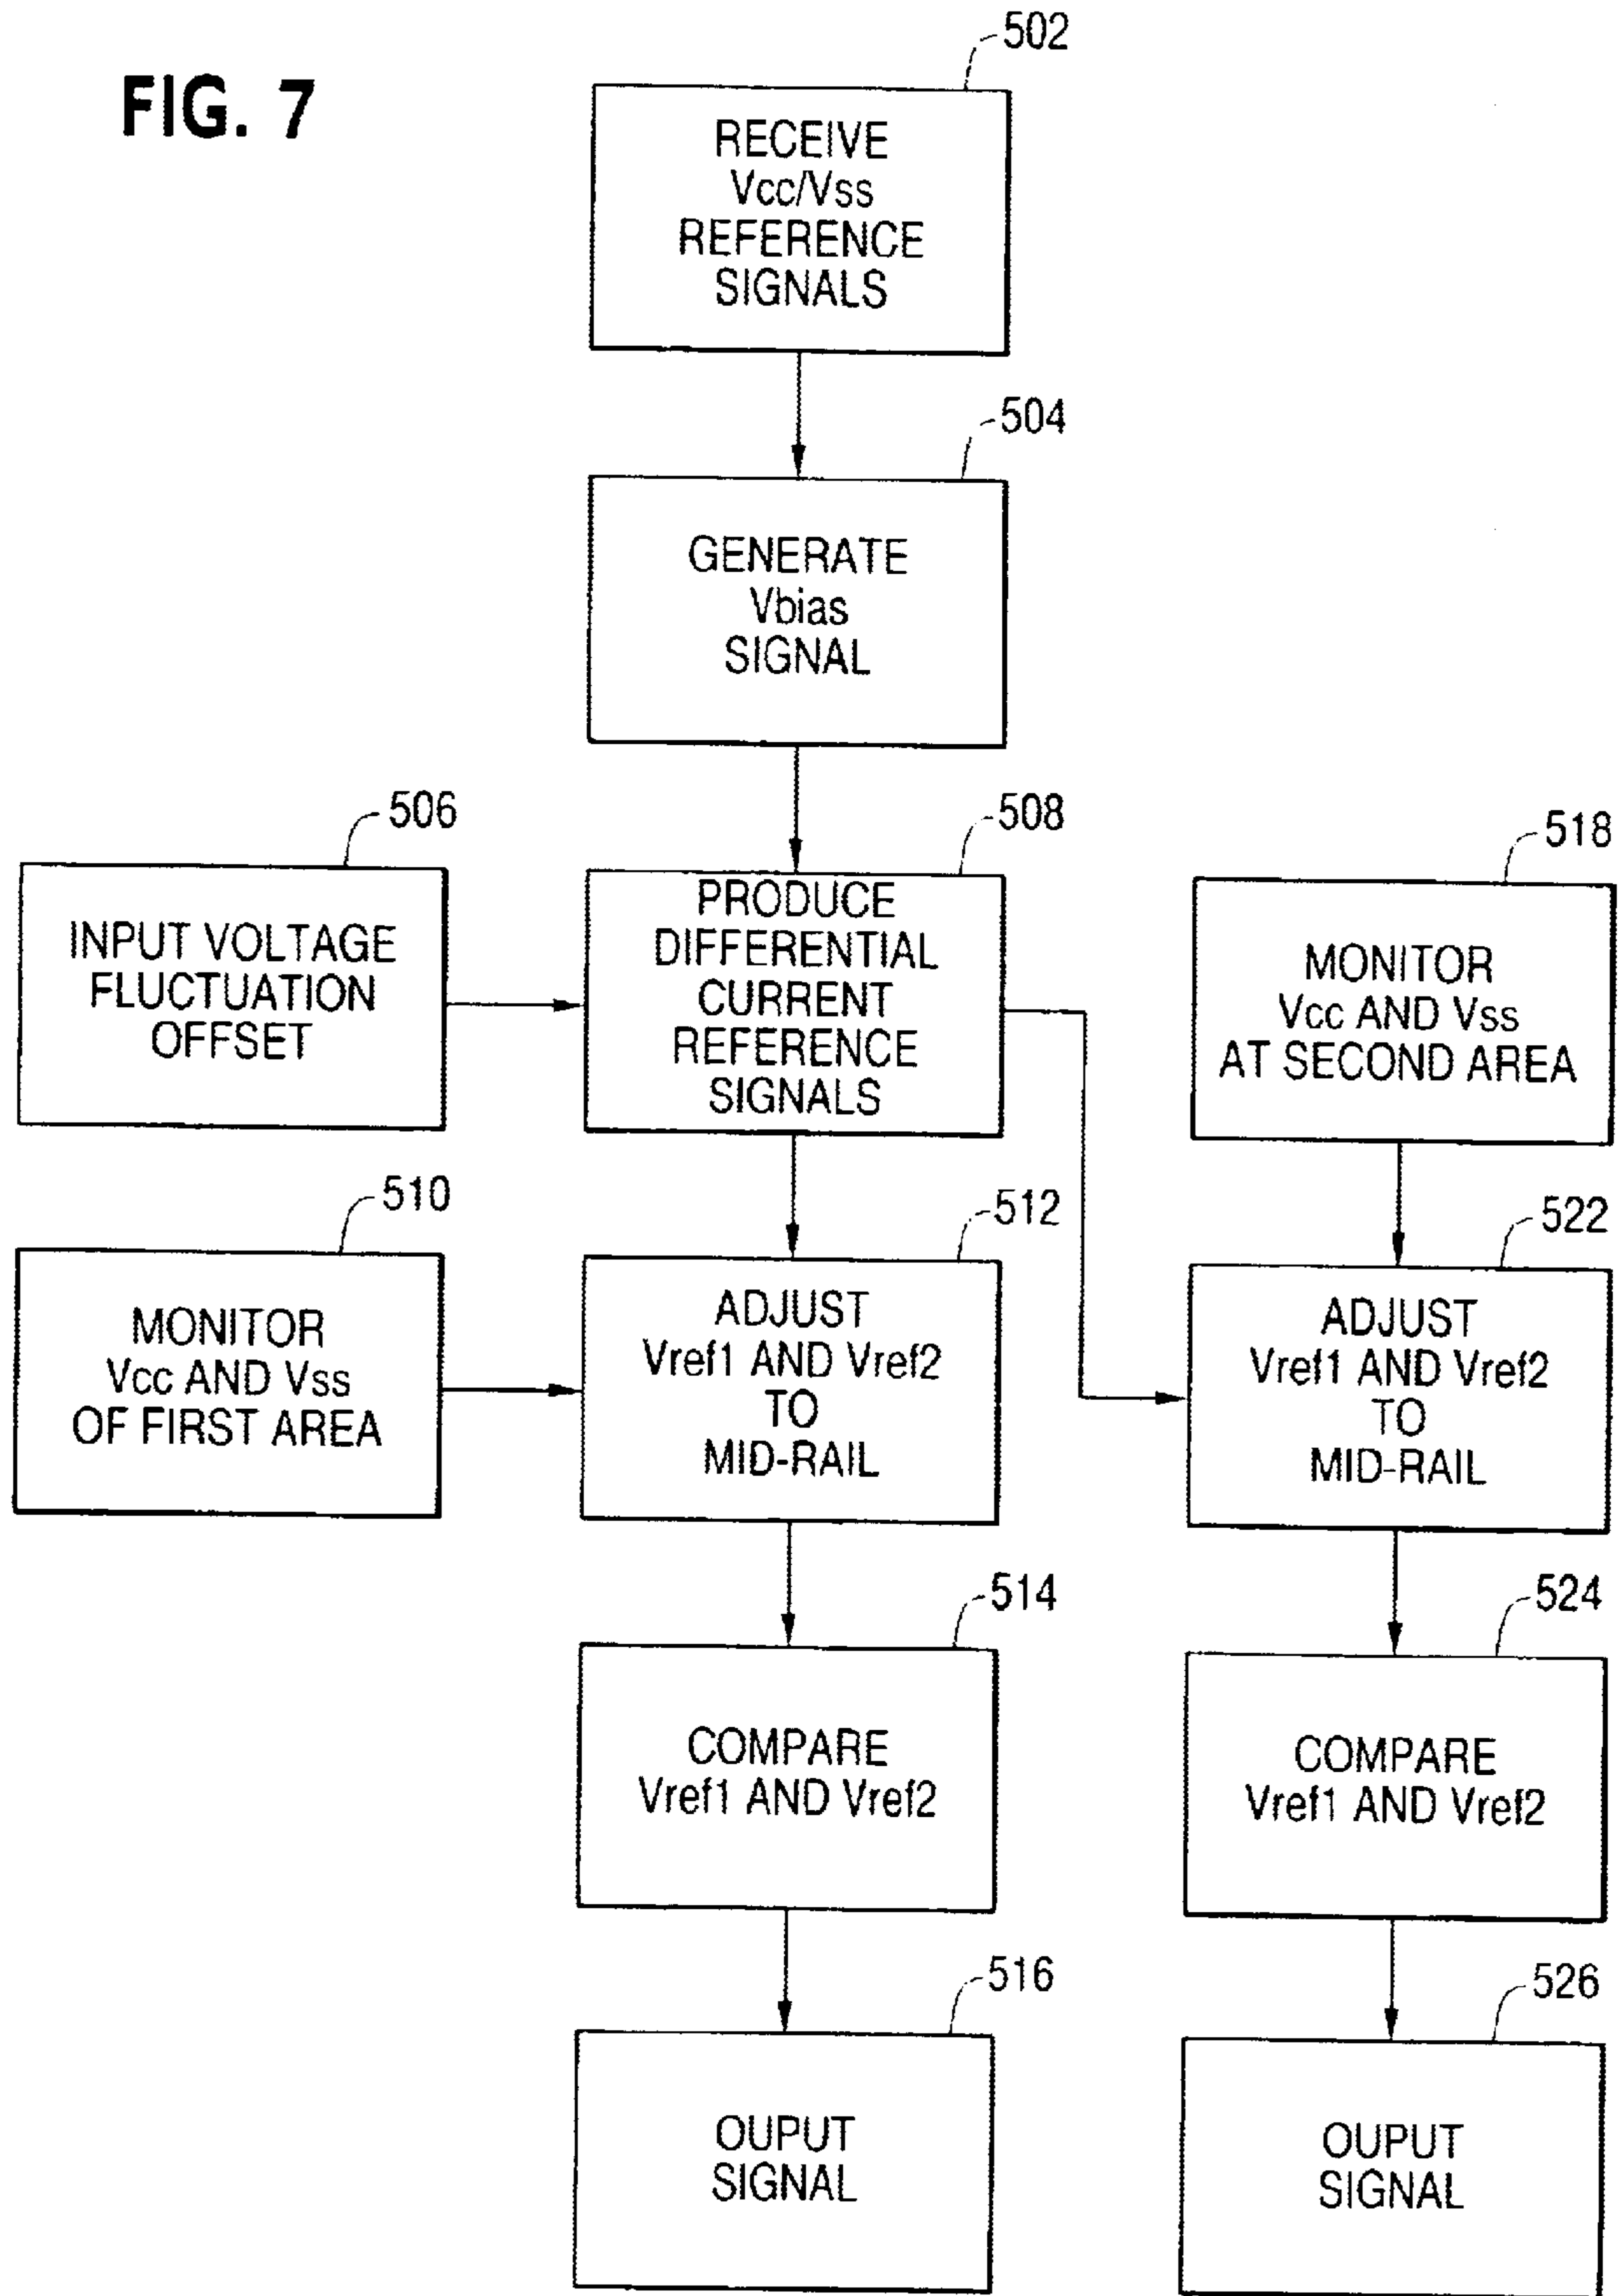 FIG. 7
502
RECEIVE
Vcc/Vss
REFERENCE
SIGNALS
504
GENERATE
Vbias
SIGNAL
506
INPUT VOLTAGE
FLUCTUATION
OFFSET
508
PRODUCE
DIFFERENTIAL
CURRENT
REFERENCE
SIGNALS
518
MONITOR
Vcc AND Vss
AT SECOND AREA
510
MONITOR
Vcc AND Vss
OF FIRST AREA
512
ADJUST
Vref1 AND Vref2
TO
MID-RAIL
522
ADJUST
Vref1 AND Vref2
TO
MID-RAIL
514
COMPARE
Vref1 AND Vref2
524
COMPARE
Vref1 AND Vref2
516
OUPUT
SIGNAL
526
OUPUT
SIGNAL